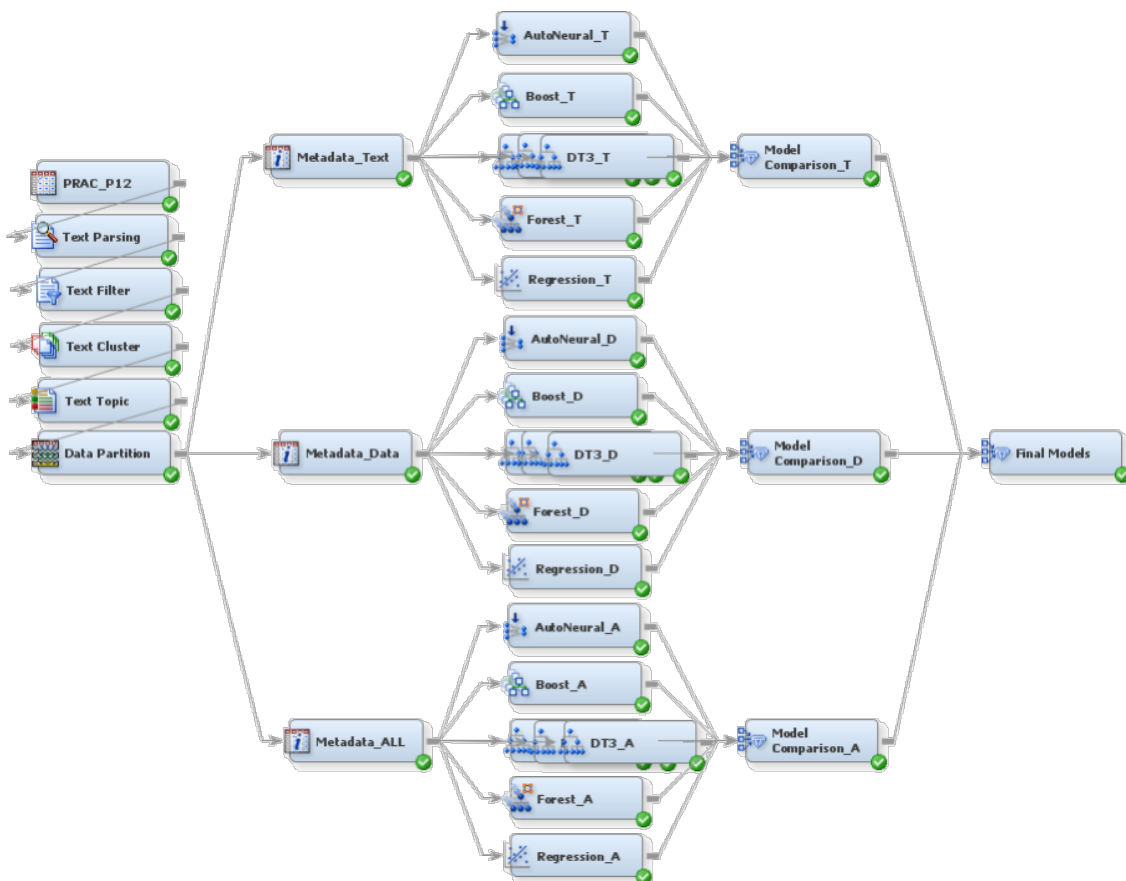 PRAC_P12
Text Parsing
Text Filter
Text Cluster
Text Topic
Data Partition
Metadata_Text
Metadata_Data
Metadata_ALL
AutoNeural_T
Boost_T
DT3_T
Forest_T
Regression_T
AutoNeural_D
Boost_D
DT3_D
Forest_D
Regression_D
AutoNeural_A
Boost_A
DT3_A
Forest_A
Regression_A
Model
Comparison_T
Model
Comparison_D
Model
Comparison_A
Final Models